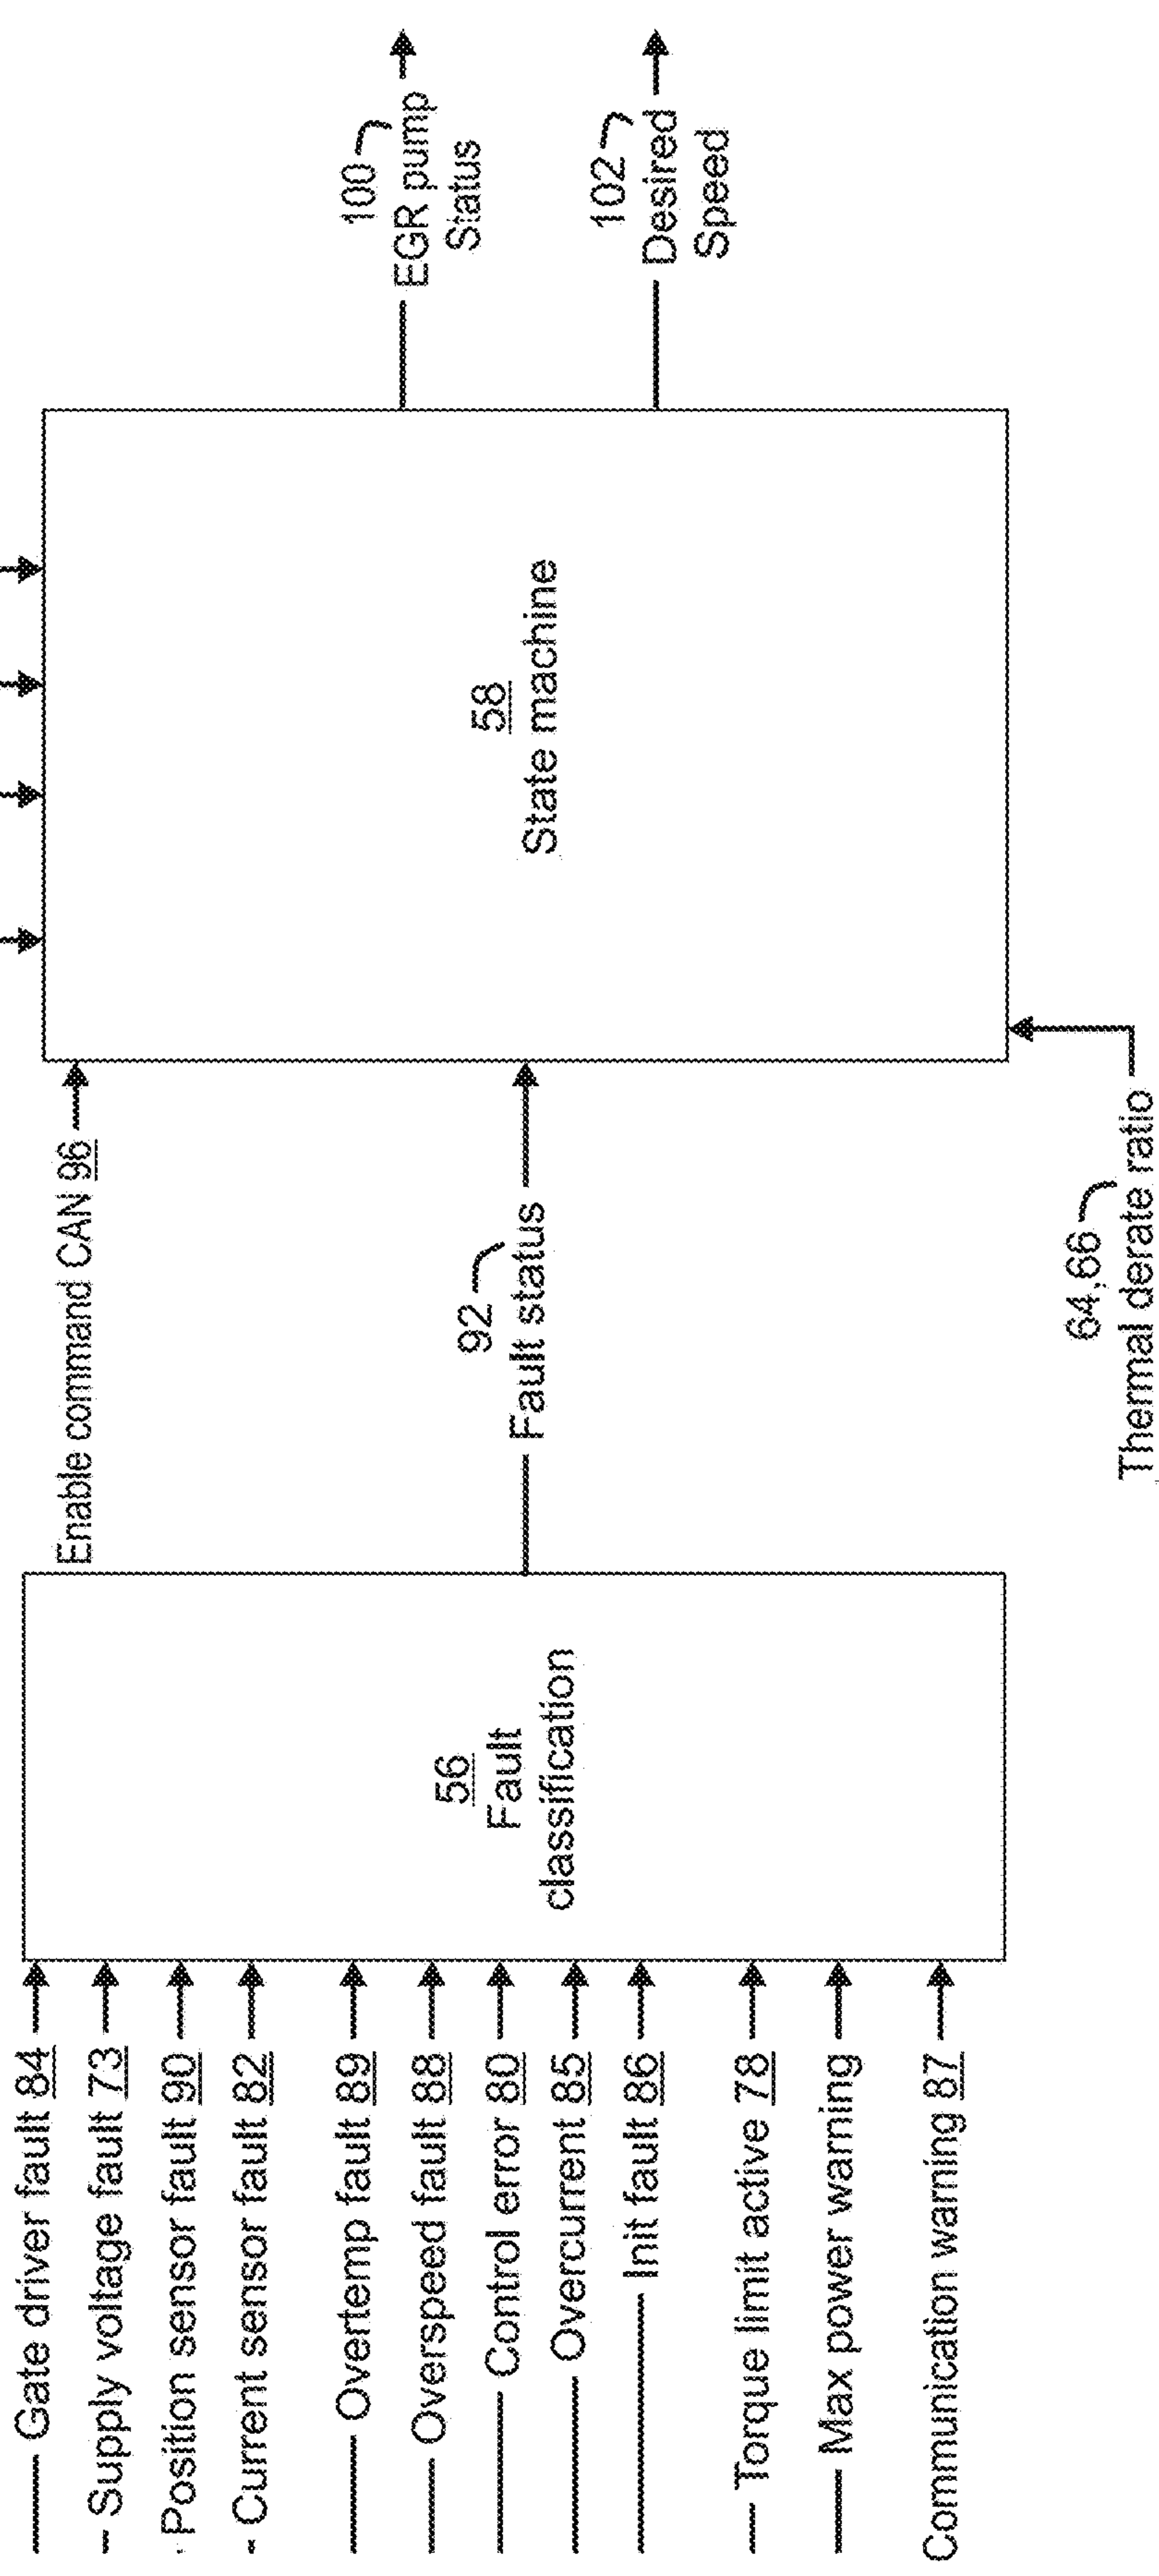 Gate driver fault 84
Supply voltage fault 73
Position sensor fault 90
Current sensor fault 82
Overtemp fault 89
Overspeed fault 88
Control error 80
Overcurrent 85
Init fault 86
Torque limit active 78
Max power warning
Communication warning 87
56
Fault
classification
Enable command CAN 96
92
Fault status
64,66
Thermal derate ratio
58
State machine
100
EGR pump
Status
102
Desired
Speed